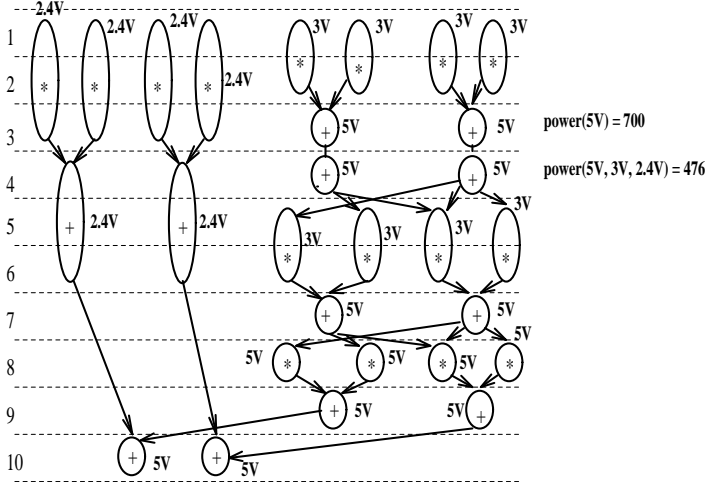 2.4V 2.4V 2.4V 2.4V 3V 3V 3V 3V
1
* * * * * * * *
2
+ 5V + 5V power(5V) = 700
3
+ 5V + 5V power(5V, 3V, 2.4V) = 476
4
+ 2.4V + 2.4V 3V 3V 3V 3V
5
* * * *
6
+ 5V + 5V
7
5V * * 5V * 5V * 5V
8
+ 5V 5V +
9
+ 5V + 5V
10